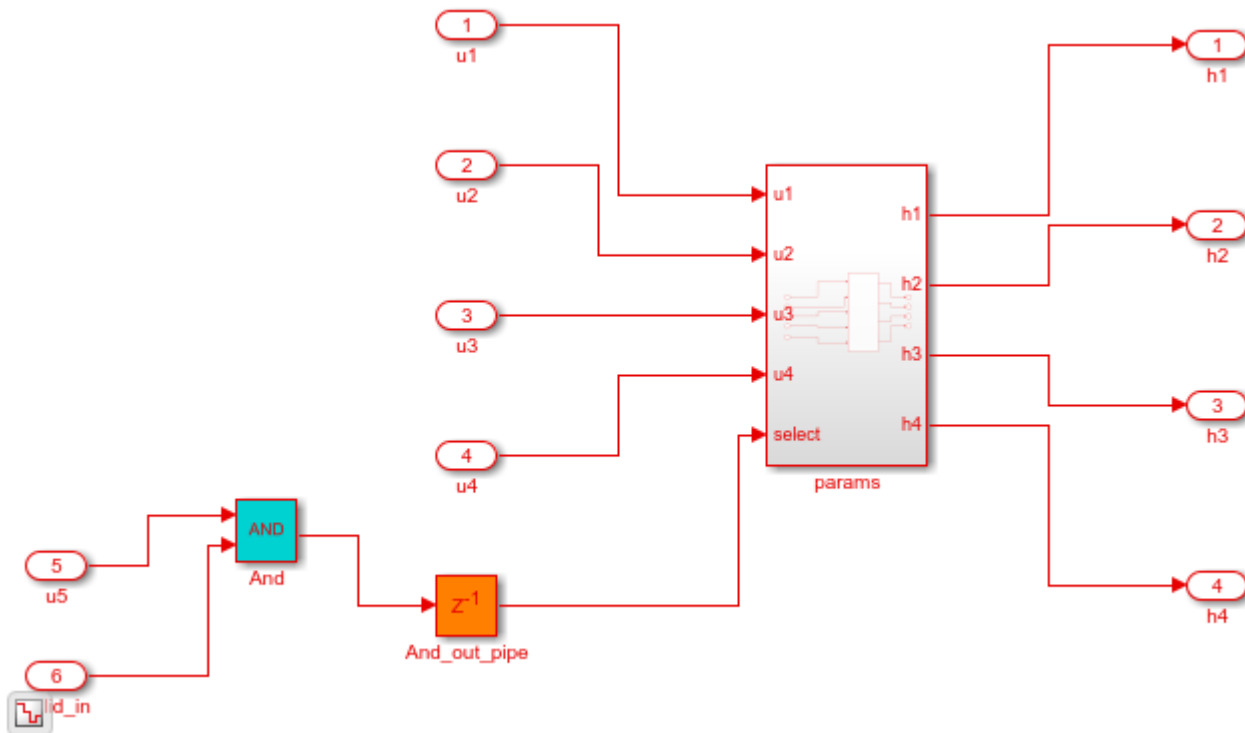 1
u1
2
u2
3
u3
4
u4
u1
u2
u3
u4
select
h1
h2
h3
h4
params
1
h1
2
h2
3
h3
4
h4
5
u5
6
lid_in
AND
And
Z-1
And_out_pipe